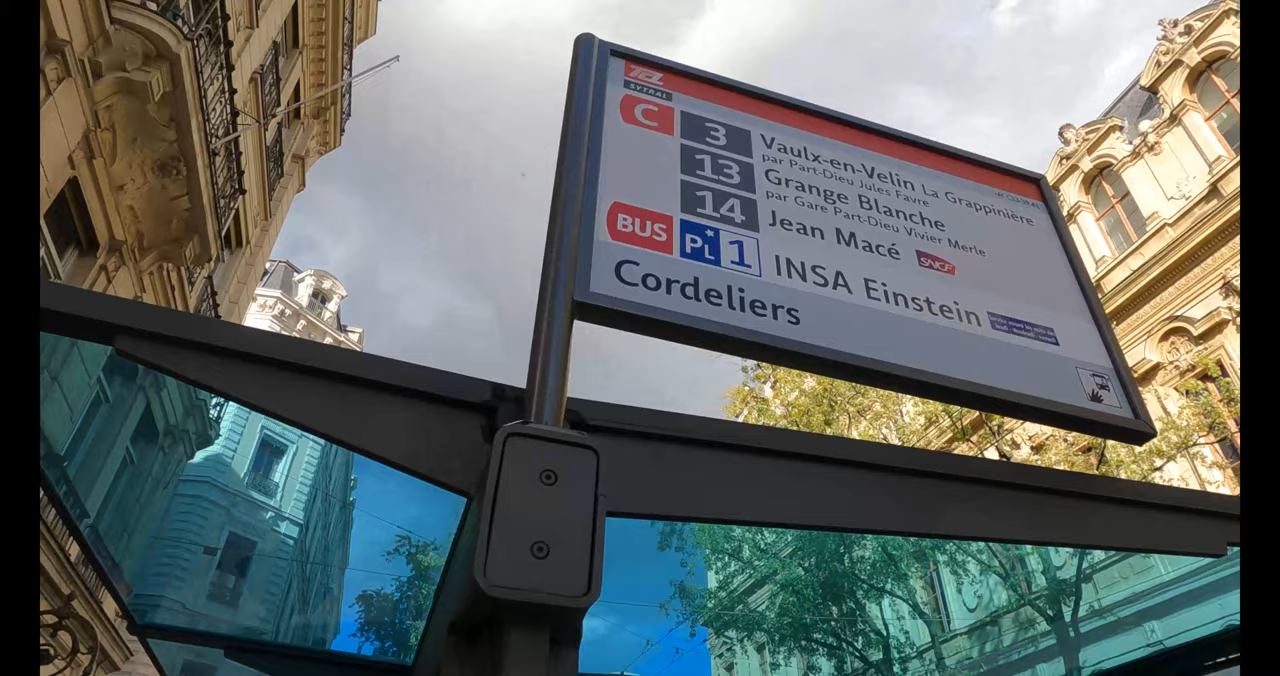 TCL
SYTRAL
C 3 Vaulx-en-Velin La Grappinière
par Part-Dieu Jules Favre
13 Grange Blanche
par Gare Part-Dieu Vivier Merle
14 Jean Macé SNCF
BUS PL 1 INSA Einstein
Cordeliers